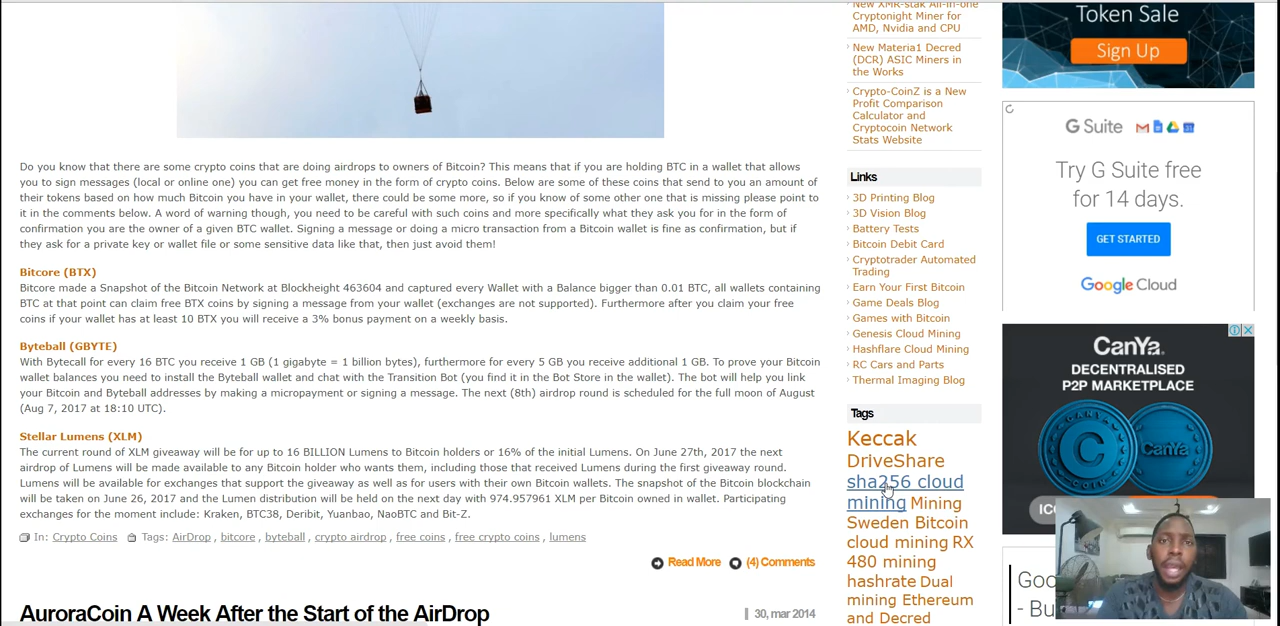 Do you know that there are some crypto coins that are doing airdrops to owners of Bitcoin? This means that if you are holding BTC in a wallet that allows
you to sign messages (local or online one) you can get free money in the form of crypto coins. Below are some of these coins that send to you an amount of
their tokens based on how much Bitcoin you have in your wallet, there could be some more, so if you know of some other one that is missing please point to
it in the comments below. A word of warning though, you need to be careful with such coins and more specifically what they ask you for in the form of
confirmation you are the owner of a given BTC wallet. Signing a message or doing a micro transaction from a Bitcoin wallet is fine as confirmation, but if
they ask for a private key or wallet file or some sensitive data like that, then just avoid them!
Bitcore (BTX)
Bitcore made a Snapshot of the Bitcoin Network at Blockheight 463604 and captured every Wallet with a Balance bigger than 0.01 BTC, all wallets containing
BTC at that point can claim free BTX coins by signing a message from your wallet (exchanges are not supported). Furthermore after you claim your free
coins if your wallet has at least 10 BTX you will receive a 3% bonus payment on a weekly basis.
Byteball (GBYTE)
With Bytecall for every 16 BTC you receive 1 GB (1 gigabyte = 1 billion bytes), furthermore for every 5 GB you receive additional 1 GB. To prove your Bitcoin
wallet balances you need to install the Byteball wallet and chat with the Transition Bot (you find it in the Bot Store in the wallet). The bot will help you link
your Bitcoin and Byteball addresses by making a micropayment or signing a message. The next (8th) airdrop round is scheduled for the full moon of August
(Aug 7, 2017 at 18:10 UTC).
Stellar Lumens (XLM)
The current round of XLM giveaway will be for up to 16 BILLION Lumens to Bitcoin holders or 16% of the initial Lumens. On June 27th, 2017 the next
airdrop of Lumens will be made available to any Bitcoin holder who wants them, including those that received Lumens during the first giveaway round.
Lumens will be available for exchanges that support the giveaway as well as for users with their own Bitcoin wallets. The snapshot of the Bitcoin blockchain
will be taken on June 26, 2017 and the Lumen distribution will be held on the next day with 974.957961 XLM per Bitcoin owned in wallet. Participating
exchanges for the moment include: Kraken, BTC38, Deribit, Yuanbao, NaoBTC and Bit-Z.
In: Crypto Coins Tags: AirDrop , bitcore , byteball , crypto airdrop , free coins , free crypto coins , lumens
Read More (4) Comments
AuroraCoin A Week After the Start of the AirDrop
30, mar 2014
New XMR-stak All-in-one
Cryptonight Miner for
AMD, Nvidia and CPU
New Materia1 Decred
(DCR) ASIC Miners in
the Works
Crypto-CoinZ is a New
Profit Comparison
Calculator and
Cryptocoin Network
Stats Website
Links
3D Printing Blog
3D Vision Blog
Battery Tests
Bitcoin Debit Card
Cryptotrader Automated
Trading
Earn Your First Bitcoin
Game Deals Blog
Games with Bitcoin
Genesis Cloud Mining
Hashflare Cloud Mining
RC Cars and Parts
Thermal Imaging Blog
Tags
Keccak
DriveShare
sha256 cloud
mining Mining
Sweden Bitcoin
cloud mining RX
480 mining
hashrate Dual
mining Ethereum
and Decred
Token Sale
Sign Up
G Suite
Try G Suite free
for 14 days.
GET STARTED
Google Cloud
CanYa.
DECENTRALISED
P2P MARKETPLACE
CanYa.